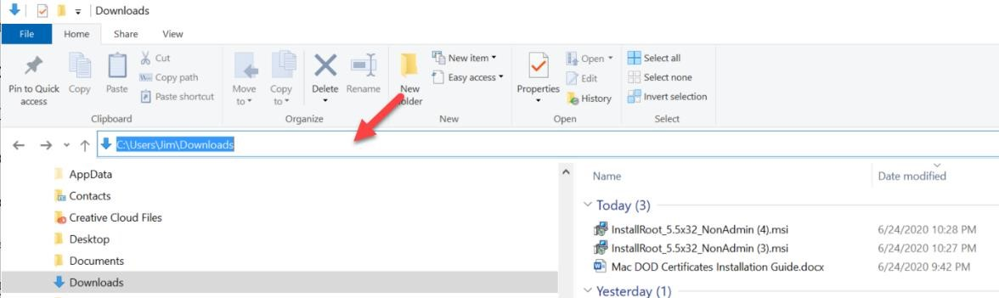 Downloads
File Home Share View
Pin to Quick access
Copy
Paste
Cut
Copy path
Paste shortcut
Clipboard
Move to
Copy to
Delete
Rename
Organize
New folder
New item
Easy access
New
Properties
Open
Edit
History
Open
Select all
Select none
Invert selection
Select
C:\Users\Jim\Downloads
AppData
Contacts
Creative Cloud Files
Desktop
Documents
Downloads
Name Date modified
Today (3)
InstallRoot_5.5x32_NonAdmin (4).msi 6/24/2020 10:28 PM
InstallRoot_5.5x32_NonAdmin (3).msi 6/24/2020 10:27 PM
Mac DOD Certificates Installation Guide.docx 6/24/2020 9:42 PM
Yesterday (1)